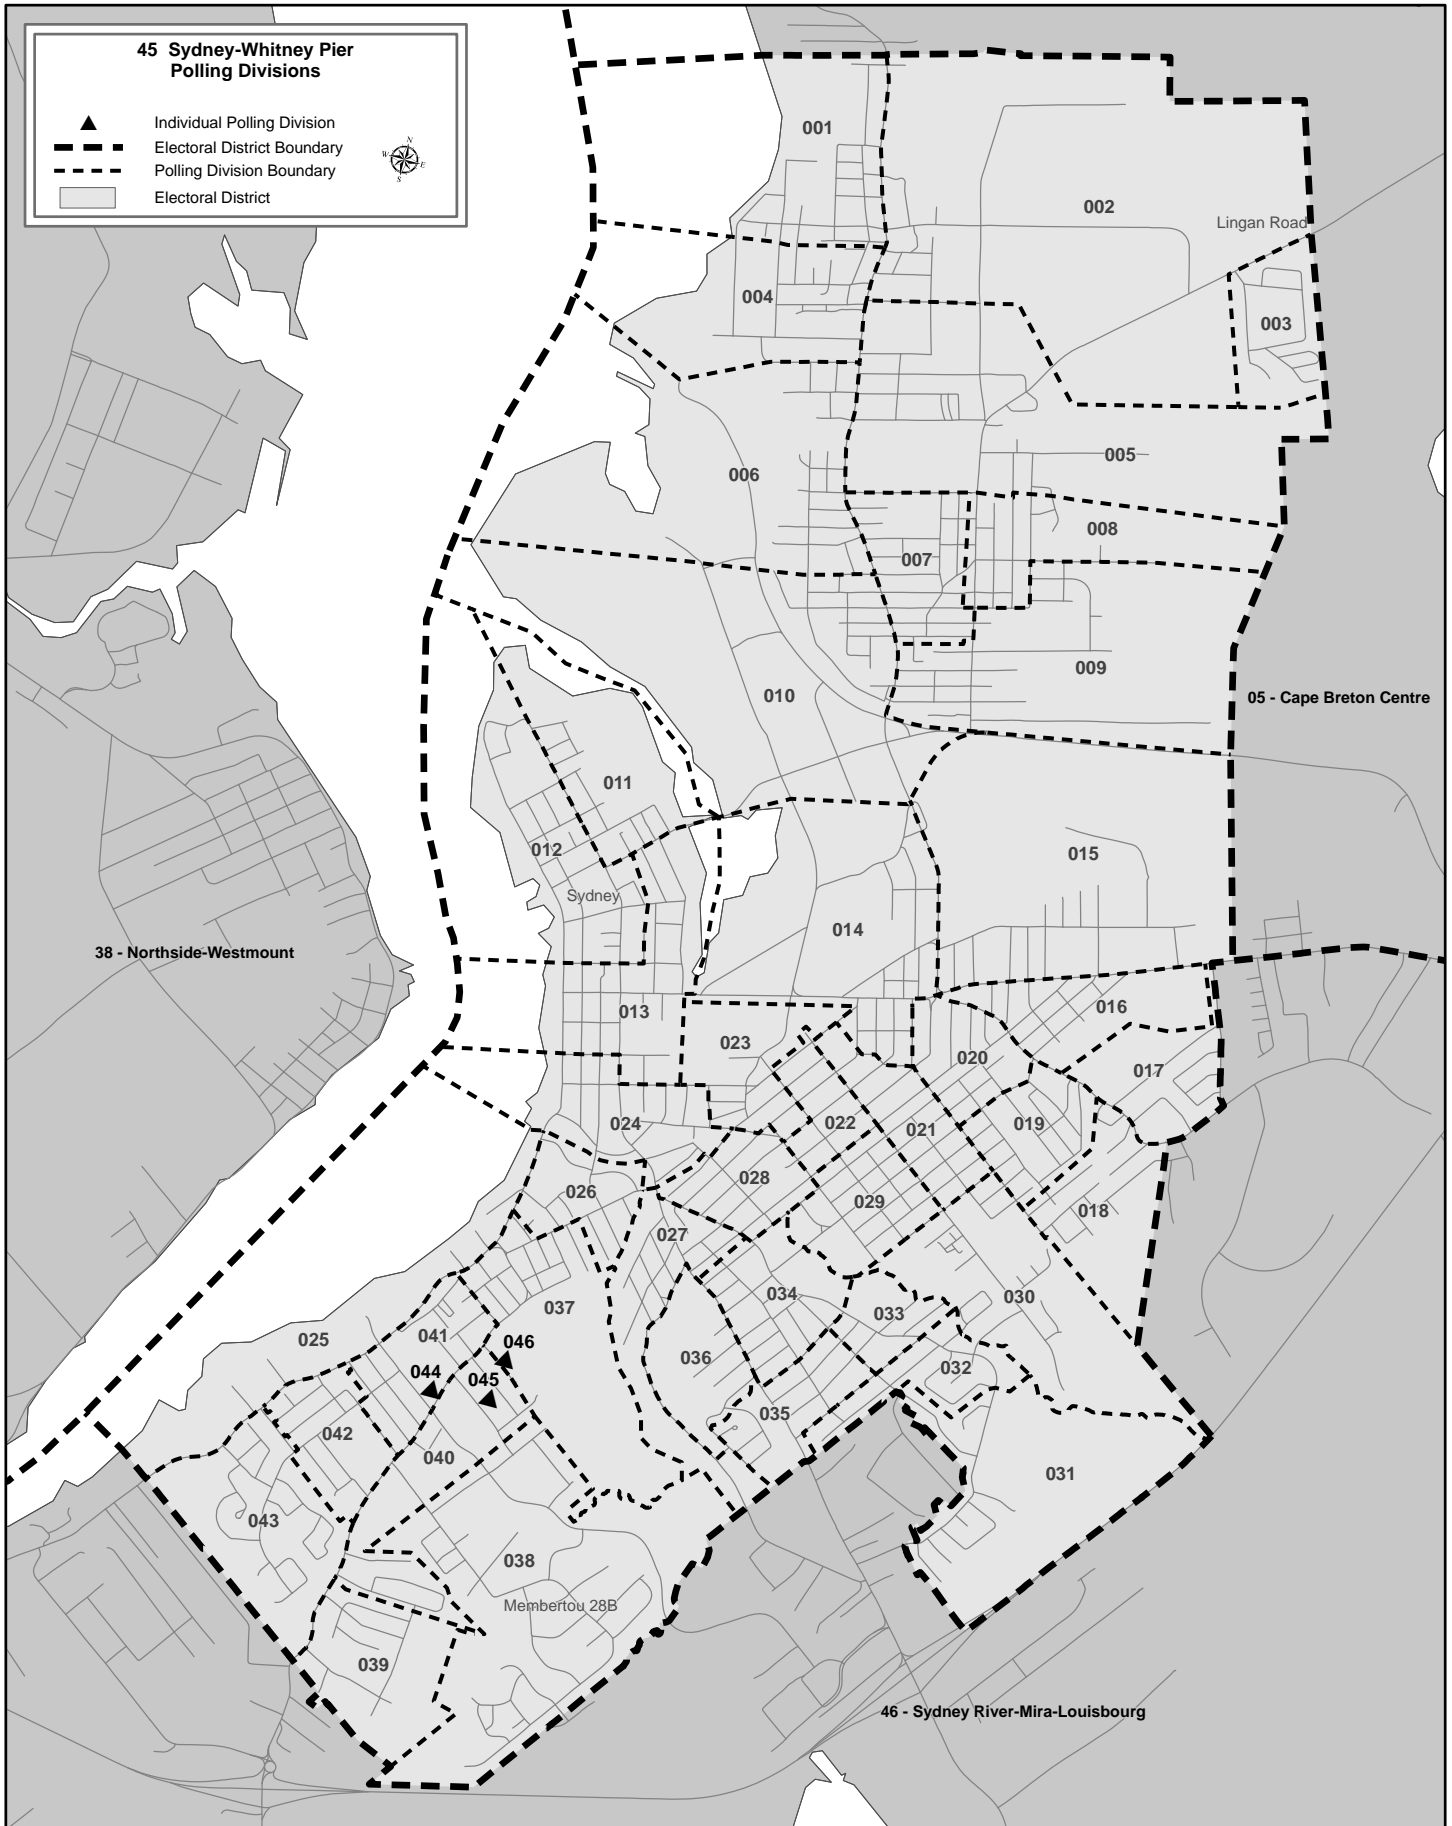 45 Sydney-Whitney Pier
Polling Divisions
Individual Polling Division
Electoral District Boundary
Polling Division Boundary
Electoral District
N
W
E
S
001
002
Lingan Road
004
003
005
006
008
007
009
010
05 - Cape Breton Centre
011
012
015
Sydney
014
38 - Northside-Westmount
016
013
023
020
017
024
022
021
019
028
026
029
018
027
034
030
037
033
025
041
046
036
032
044
045
035
042
040
031
043
038
Membertou 28B
039
46 - Sydney River-Mira-Louisbourg